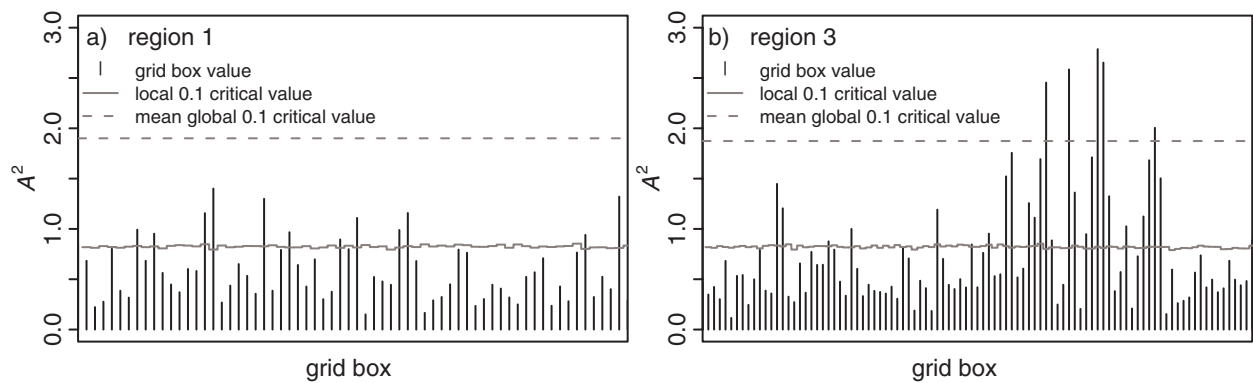 a) region 1
grid box value
local 0.1 critical value
mean global 0.1 critical value
3.0
2.0
1.0
0.0
A²
grid box
b) region 3
grid box value
local 0.1 critical value
mean global 0.1 critical value
3.0
2.0
1.0
0.0
A²
grid box